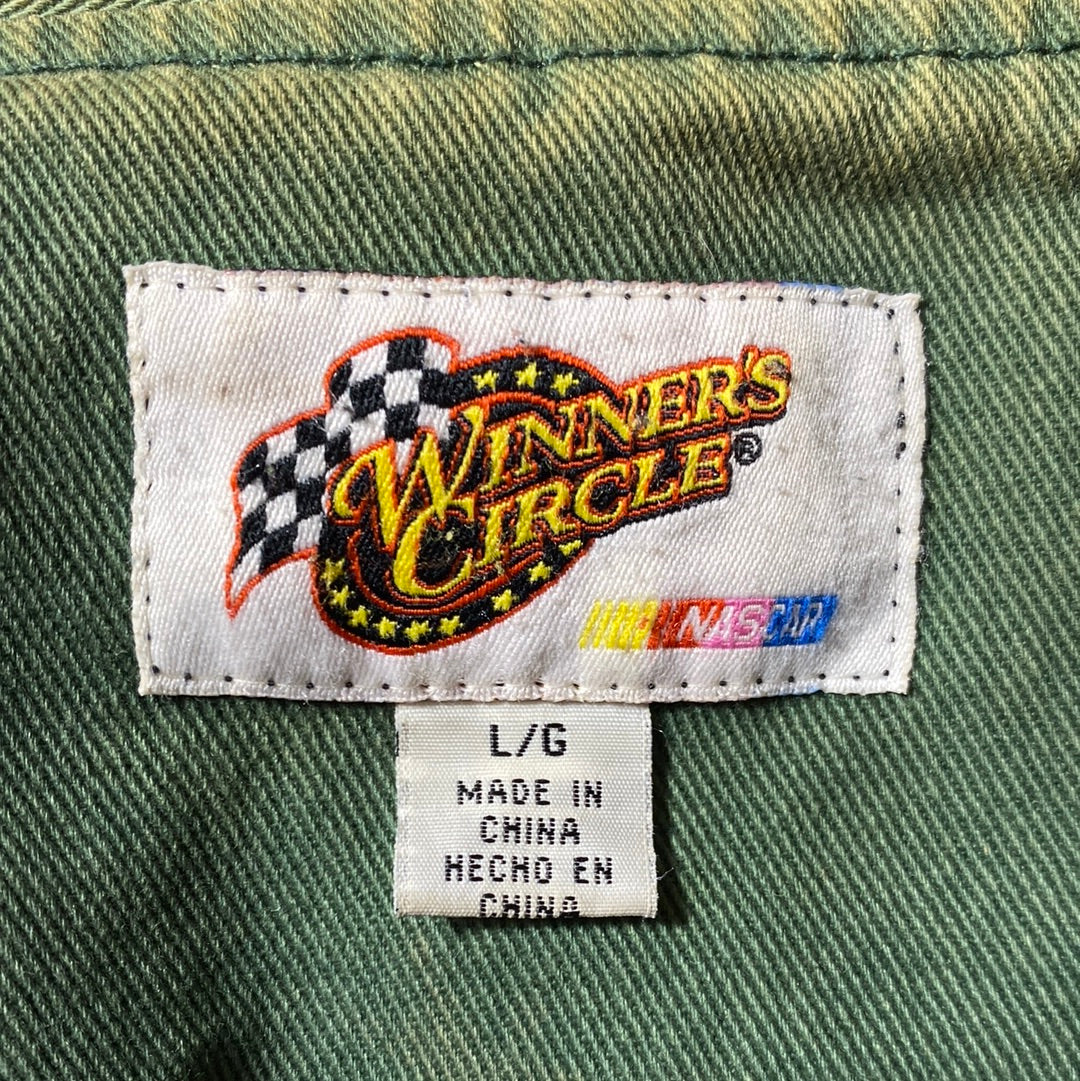 WINNER'S
CIRCLE®
NASCAR
L/G
MADE IN
CHINA
HECHO EN
CHINA